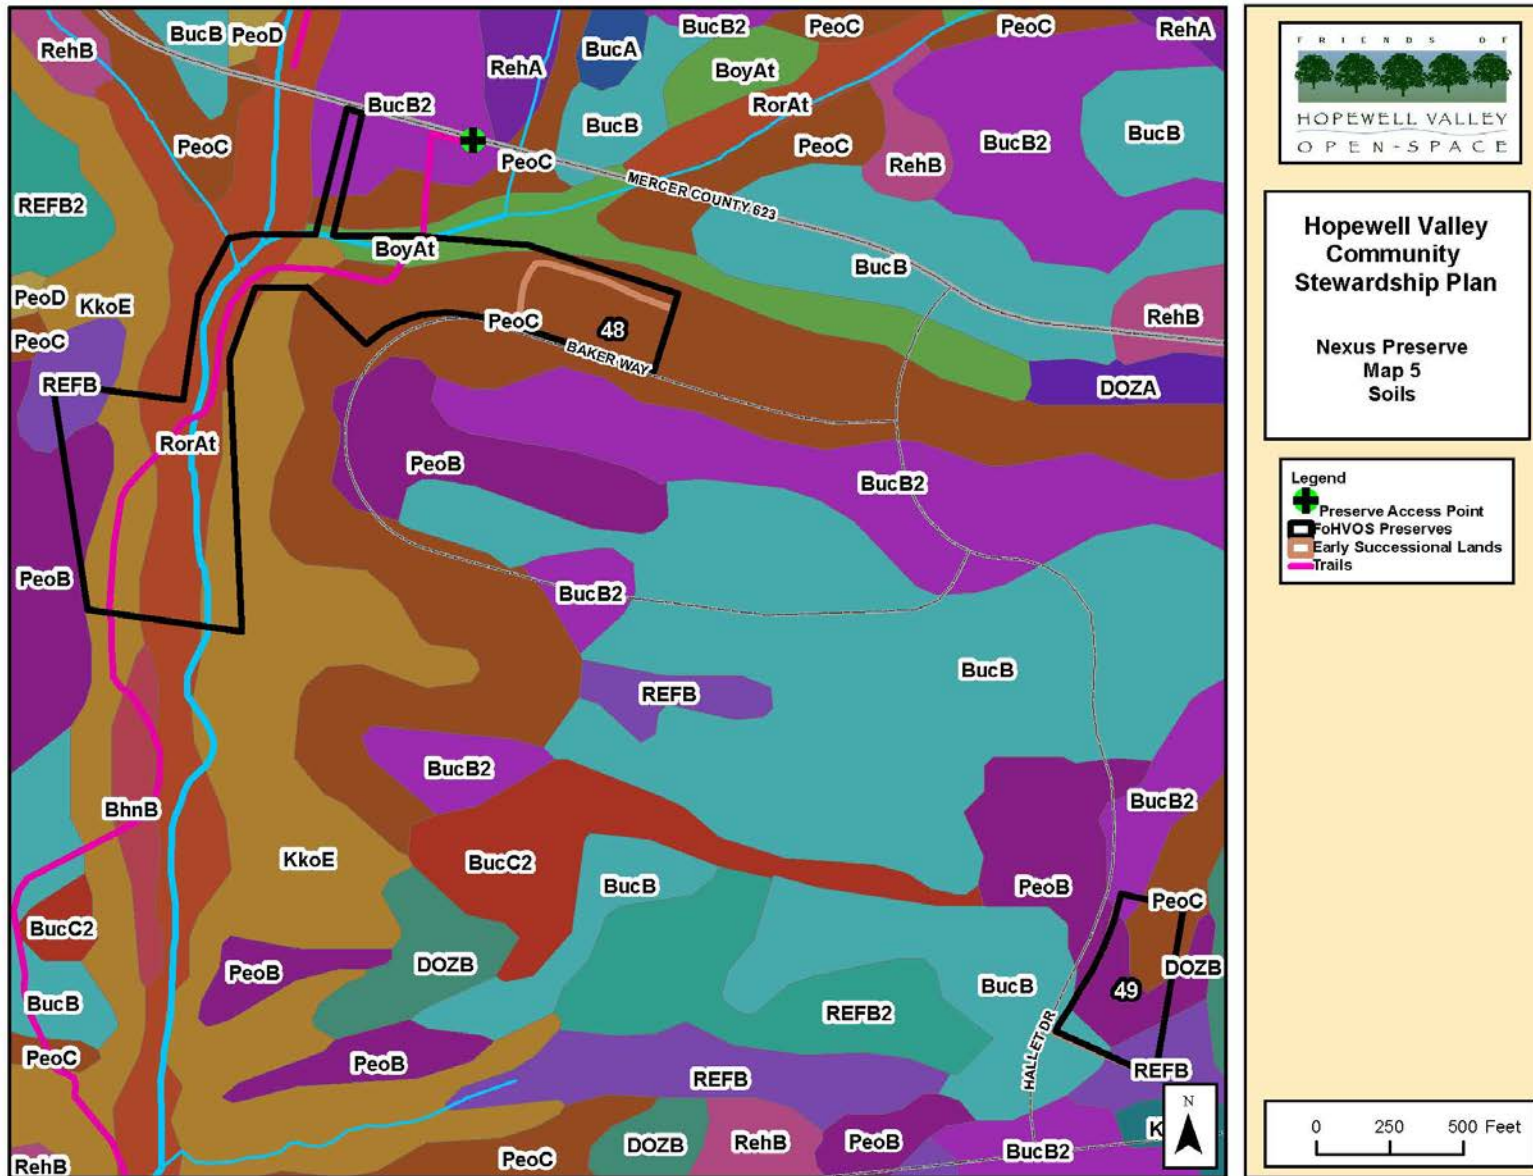 BucB
PeoD
BucB2
PeoC
PeoC
RehA
RehB
RehA
BucA
BoyAt
BucB2
RorAt
BucB
BucB2
BucB
PeoC
PeoC
PeoC
RehB
MERCER COUNTY 623
REFB2
BoyAt
BucB
PeoD
KkoE
PeoC
48
RehB
PeoC
BAKER WAY
REFB
DOZA
RorAt
PeoB
BucB2
PeoB
BucB2
BucB
REFB
BucB2
BucB2
BhnB
KkoE
BucC2
BucB
PeoB
PeoC
BucC2
PeoB
DOZB
DOZB
BucB
BucB
49
REFB2
HALLET DR
PeoC
PeoB
REFB
REFB
N
RehB
PeoC
DOZB
RehB
PeoB
BucB2
FRIENDS OF
HOPEWELL VALLEY
OPEN-SPACE
Hopewell Valley
Community
Stewardship Plan
Nexus Preserve
Map 5
Soils
Legend
Preserve Access Point
FoHVOS Preserves
Early Successional Lands
Trails
0 250 500 Feet